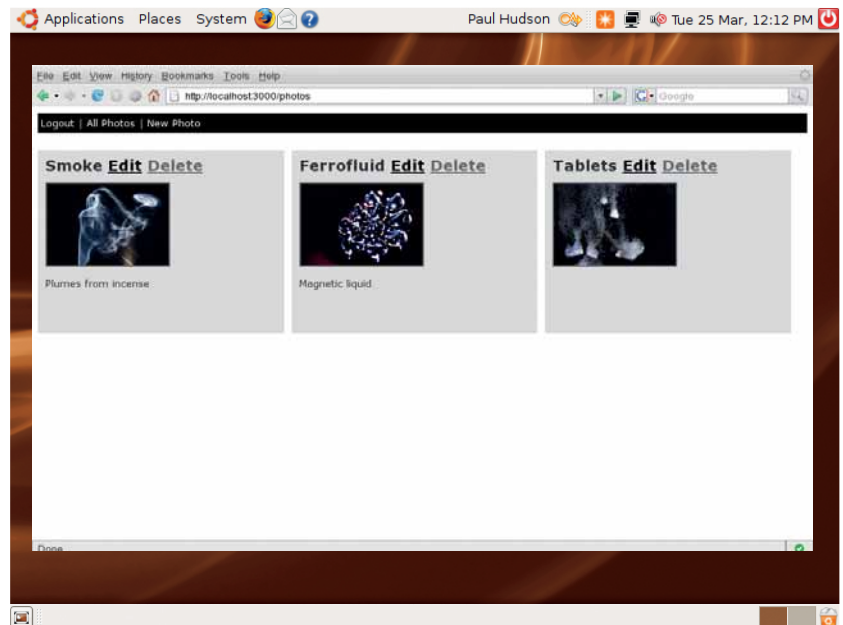 Applications Places System Paul Hudson Tue 25 Mar, 12:12 PM
File Edit View History Bookmarks Tools Help
http://localhost:3000/photos Google
Logout | All Photos | New Photo
Smoke Edit Delete Ferrofluid Edit Delete Tablets Edit Delete
Plumes from incense Magnetic liquid
Done